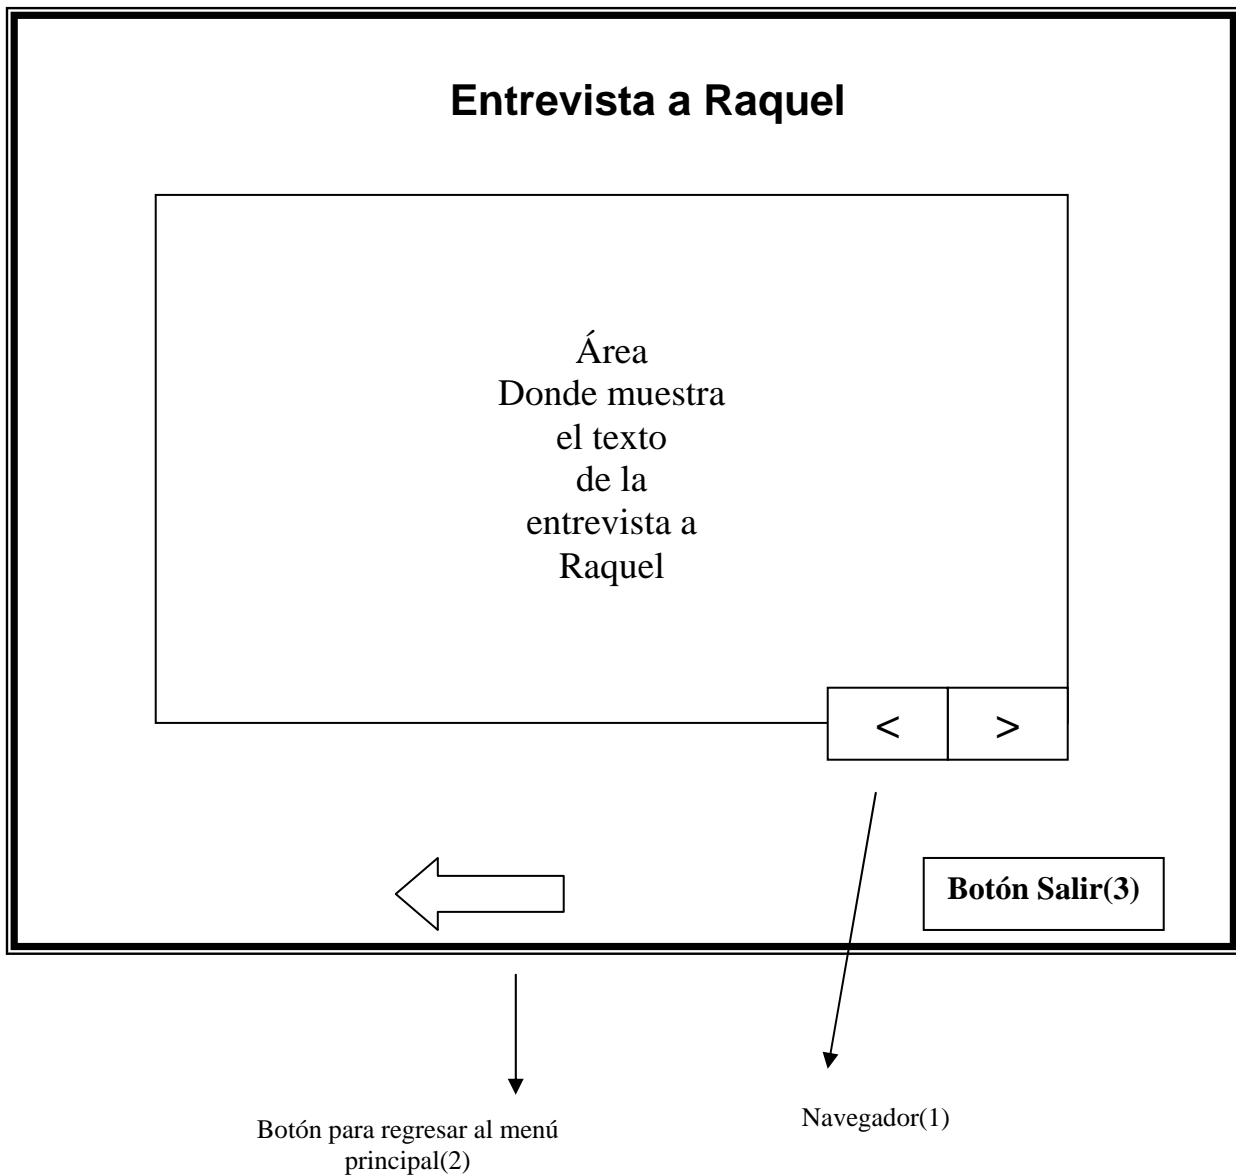 Entrevista a Raquel
Área
Donde muestra
el texto
de la
entrevista a
Raquel
< >
Botón Salir(3)
Botón para regresar al menú
principal(2)
Navegador(1)